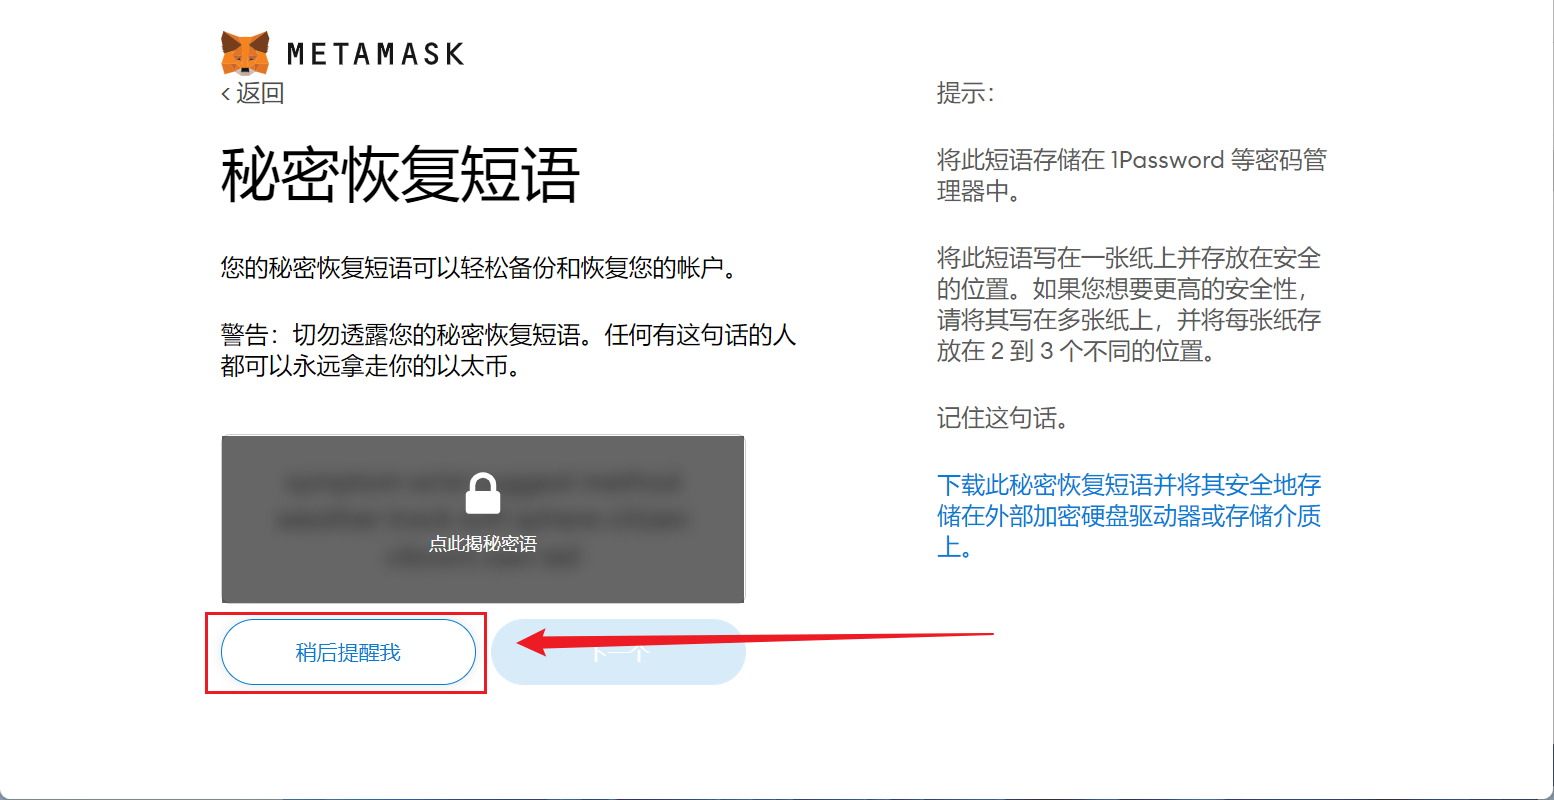 METAMASK
< 返回
秘密恢复短语
您的秘密恢复短语可以轻松备份和恢复您的帐户。
警告：切勿透露您的秘密恢复短语。任何有这句话的人
都可以永远拿走你的以太币。
点此揭秘密语
稍后提醒我
下一个
提示：
将此短语存储在 1Password 等密码管
理器中。
将此短语写在一张纸上并存放在安全
的位置。如果您想要更高的安全性，
请将其写在多张纸上，并将每张纸存
放在 2 到 3 个不同的位置。
记住这句话。
下载此秘密恢复短语并将其安全地存
储在外部加密硬盘驱动器或存储介质
上。